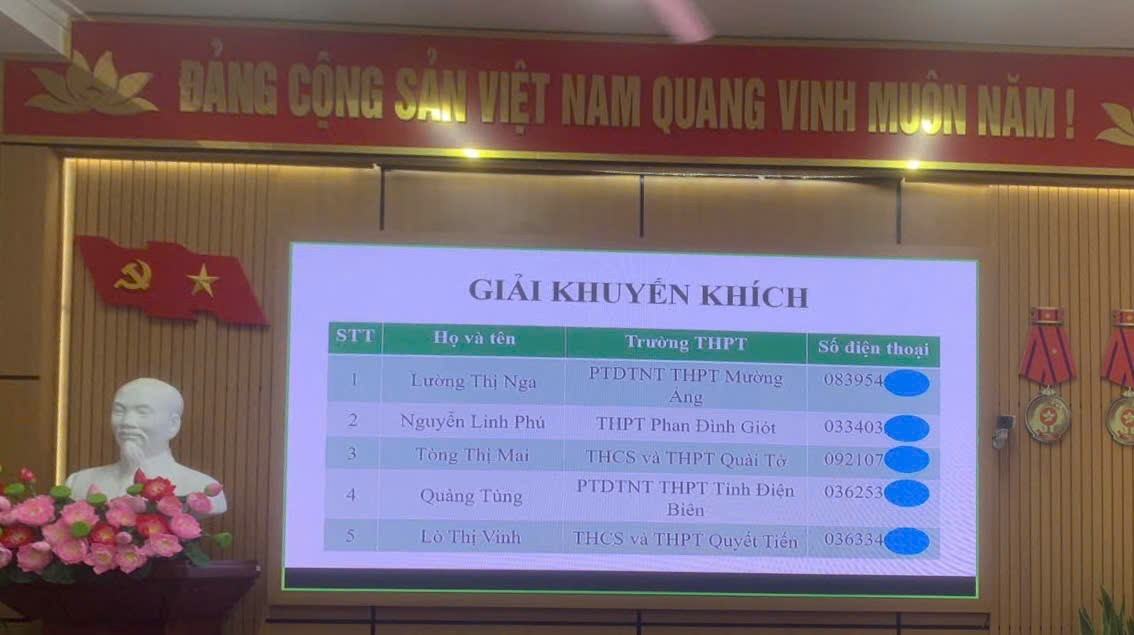 ĐẢNG CỘNG SẢN VIỆT NAM QUANG VINH MUÔN NĂM !
GIẢI KHUYẾN KHÍCH
STT Họ và tên Trường THPT Số điện thoại
1 Lường Thị Nga PTDTNT THPT Mường Ảng 083954
2 Nguyễn Linh Phú THPT Phan Đình Giót 033403
3 Tòng Thị Mai THCS và THPT Quài Tở 092107
4 Quàng Tùng PTDTNT THPT Tỉnh Điện Biên 036253
5 Lò Thị Vinh THCS và THPT Quyết Tiến 036334